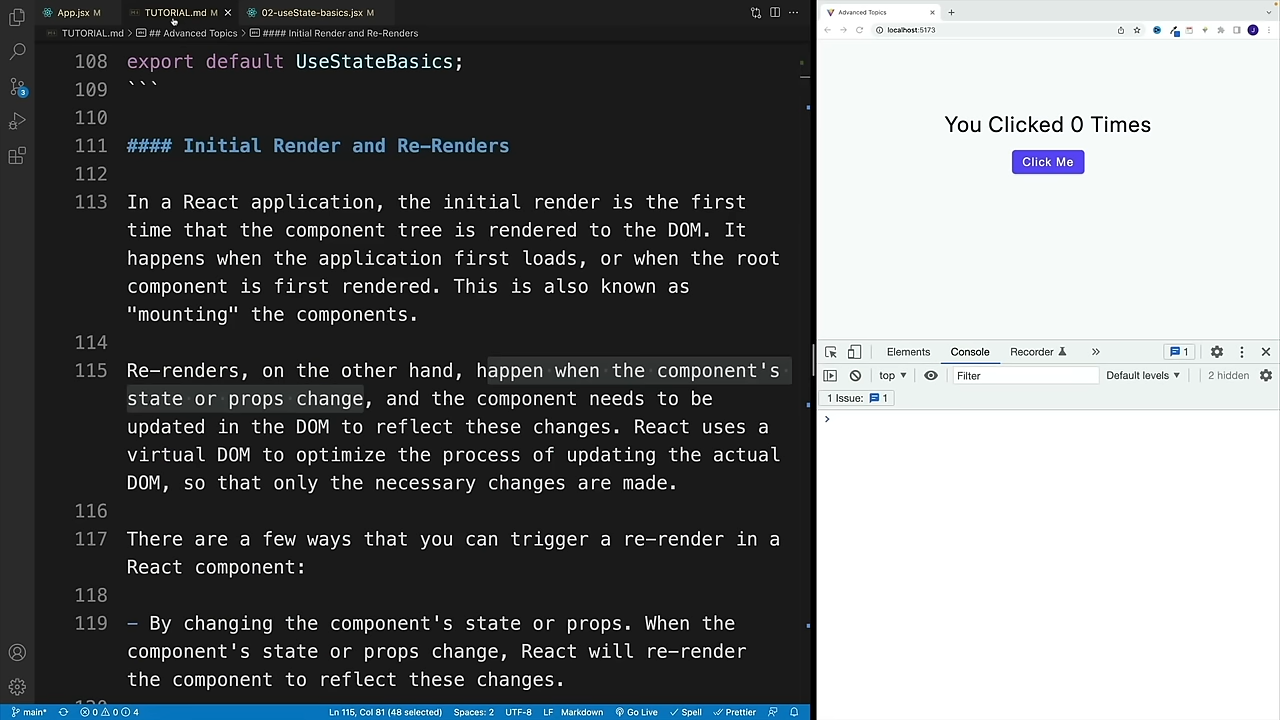 App.jsx M
TUTORIAL.md M
02-useState-basics.jsx M
TUTORIAL.md > #### Initial Render and Re-Renders
108 export default UseStateBasics;
109 ```
110
111 #### Initial Render and Re-Renders
112
113 In a React application, the initial render is the first
time that the component tree is rendered to the DOM. It
happens when the application first loads, or when the root
component is first rendered. This is also known as
"mounting" the components.
114
115 Re-renders, on the other hand, happen when the component's
state or props change, and the component needs to be
updated in the DOM to reflect these changes. React uses a
virtual DOM to optimize the process of updating the actual
DOM, so that only the necessary changes are made.
116
117 There are a few ways that you can trigger a re-render in a
React component:
118
119 - By changing the component's state or props. When the
component's state or props change, React will re-render
the component to reflect these changes.
3
main*
0 0 4
Ln 115, Col 81 (48 selected)
Spaces: 2
UTF-8
LF
Markdown
Go Live
Spell
Prettier
Advanced Topics
localhost:5173
J
You Clicked 0 Times
Click Me
Elements
Console
Recorder
»
1
top
Filter
Default levels
2 hidden
1 Issue: 1
>